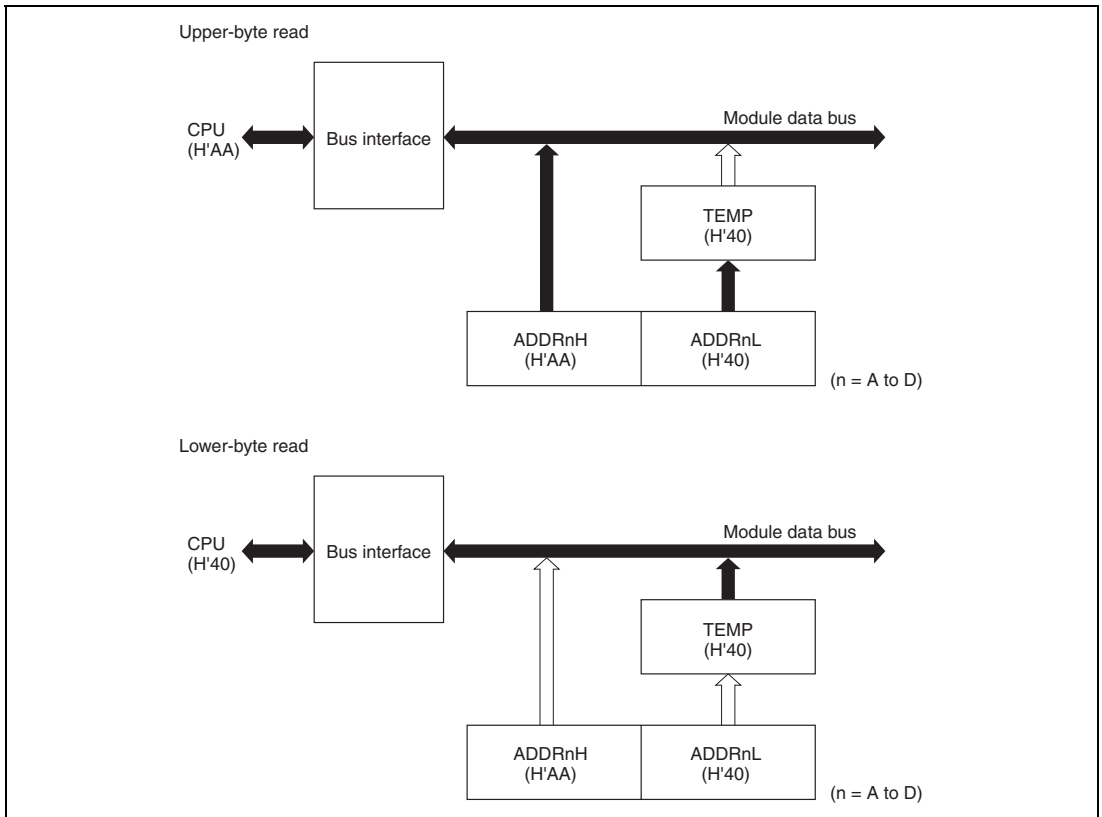 Upper-byte read
Module data bus
CPU
(H'AA)
Bus interface
TEMP
(H'40)
ADDRnH
(H'AA)
ADDRnL
(H'40)
(n = A to D)
Lower-byte read
Module data bus
CPU
(H'40)
Bus interface
TEMP
(H'40)
ADDRnH
(H'AA)
ADDRnL
(H'40)
(n = A to D)